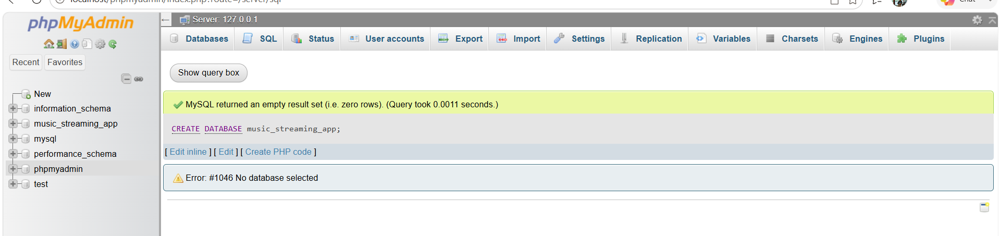 localhost/phpmyadmin/index.php?route=/server/sql
Chat
phpMyAdmin
Recent
Favorites
New
information_schema
music_streaming_app
mysql
performance_schema
phpmyadmin
test
Server: 127.0.0.1
Databases
SQL
Status
User accounts
Export
Import
Settings
Replication
Variables
Charsets
Engines
Plugins
Show query box
MySQL returned an empty result set (i.e. zero rows). (Query took 0.0011 seconds.)
CREATE DATABASE music_streaming_app;
[ Edit inline ] [ Edit ] [ Create PHP code ]
Error: #1046 No database selected